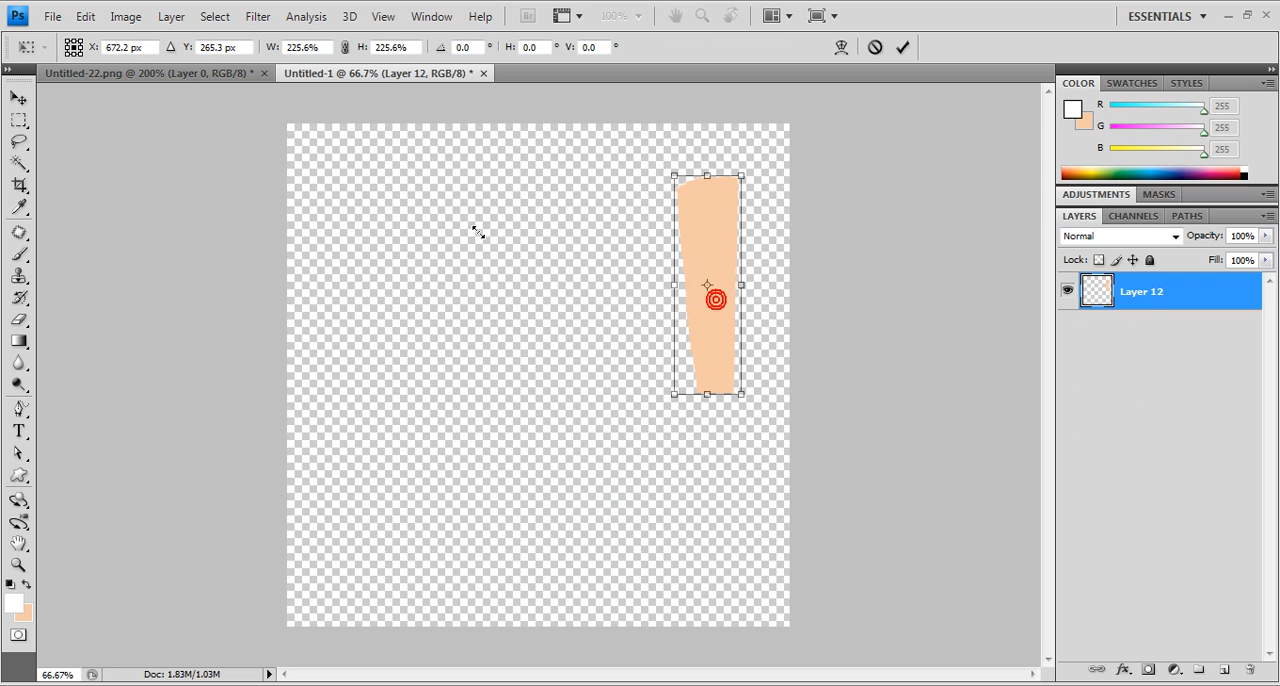 Ps File Edit Image Layer Select Filter Analysis 3D View Window Help Br 100% ESSENTIALS
X: 672.2 px Y: 265.3 px W: 225.6% H: 225.6% 0.0 ° H: 0.0 ° V: 0.0 °
Untitled-22.png @ 200% (Layer 0, RGB/8) * × Untitled-1 @ 66.7% (Layer 12, RGB/8) * ×
COLOR SWATCHES STYLES
R 255
G 255
B 255
ADJUSTMENTS MASKS
LAYERS CHANNELS PATHS
Normal Opacity: 100%
Lock: Fill: 100%
Layer 12
T
66.67% Doc: 1.83M/1.03M
fx